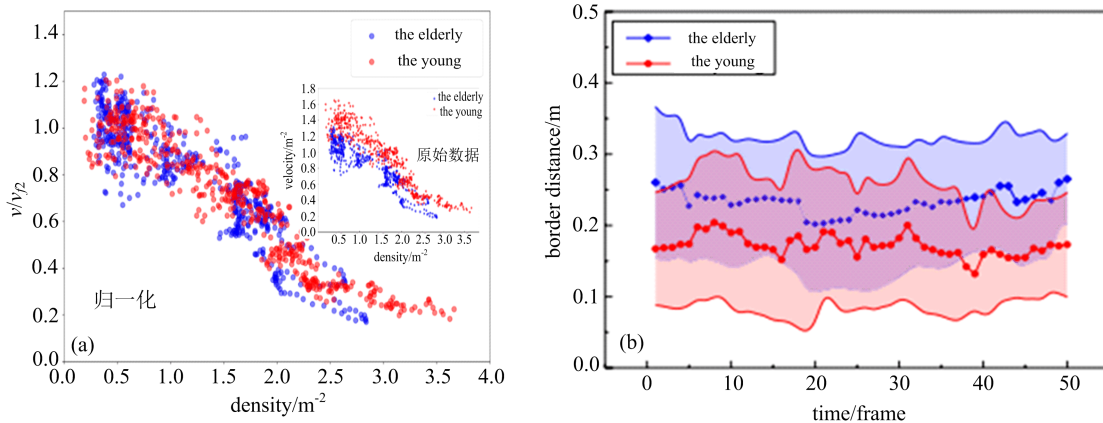 1.4
1.2
1.0
0.8
0.6
0.4
0.2
0.0
v/v_{f2}
the elderly
the young
1.8
1.6
1.4
1.2
1.0
0.8
0.6
0.4
0.2
0
velocity/m⁻²
the elderly
the young
原始数据
0.5 1.0 1.5 2.0 2.5 3.0 3.5
density/m⁻²
归一化
(a)
0.0 0.5 1.0 1.5 2.0 2.5 3.0 3.5 4.0
density/m⁻²
0.5
0.4
0.3
0.2
0.1
0.0
border distance/m
the elderly
the young
(b)
0 10 20 30 40 50
time/frame